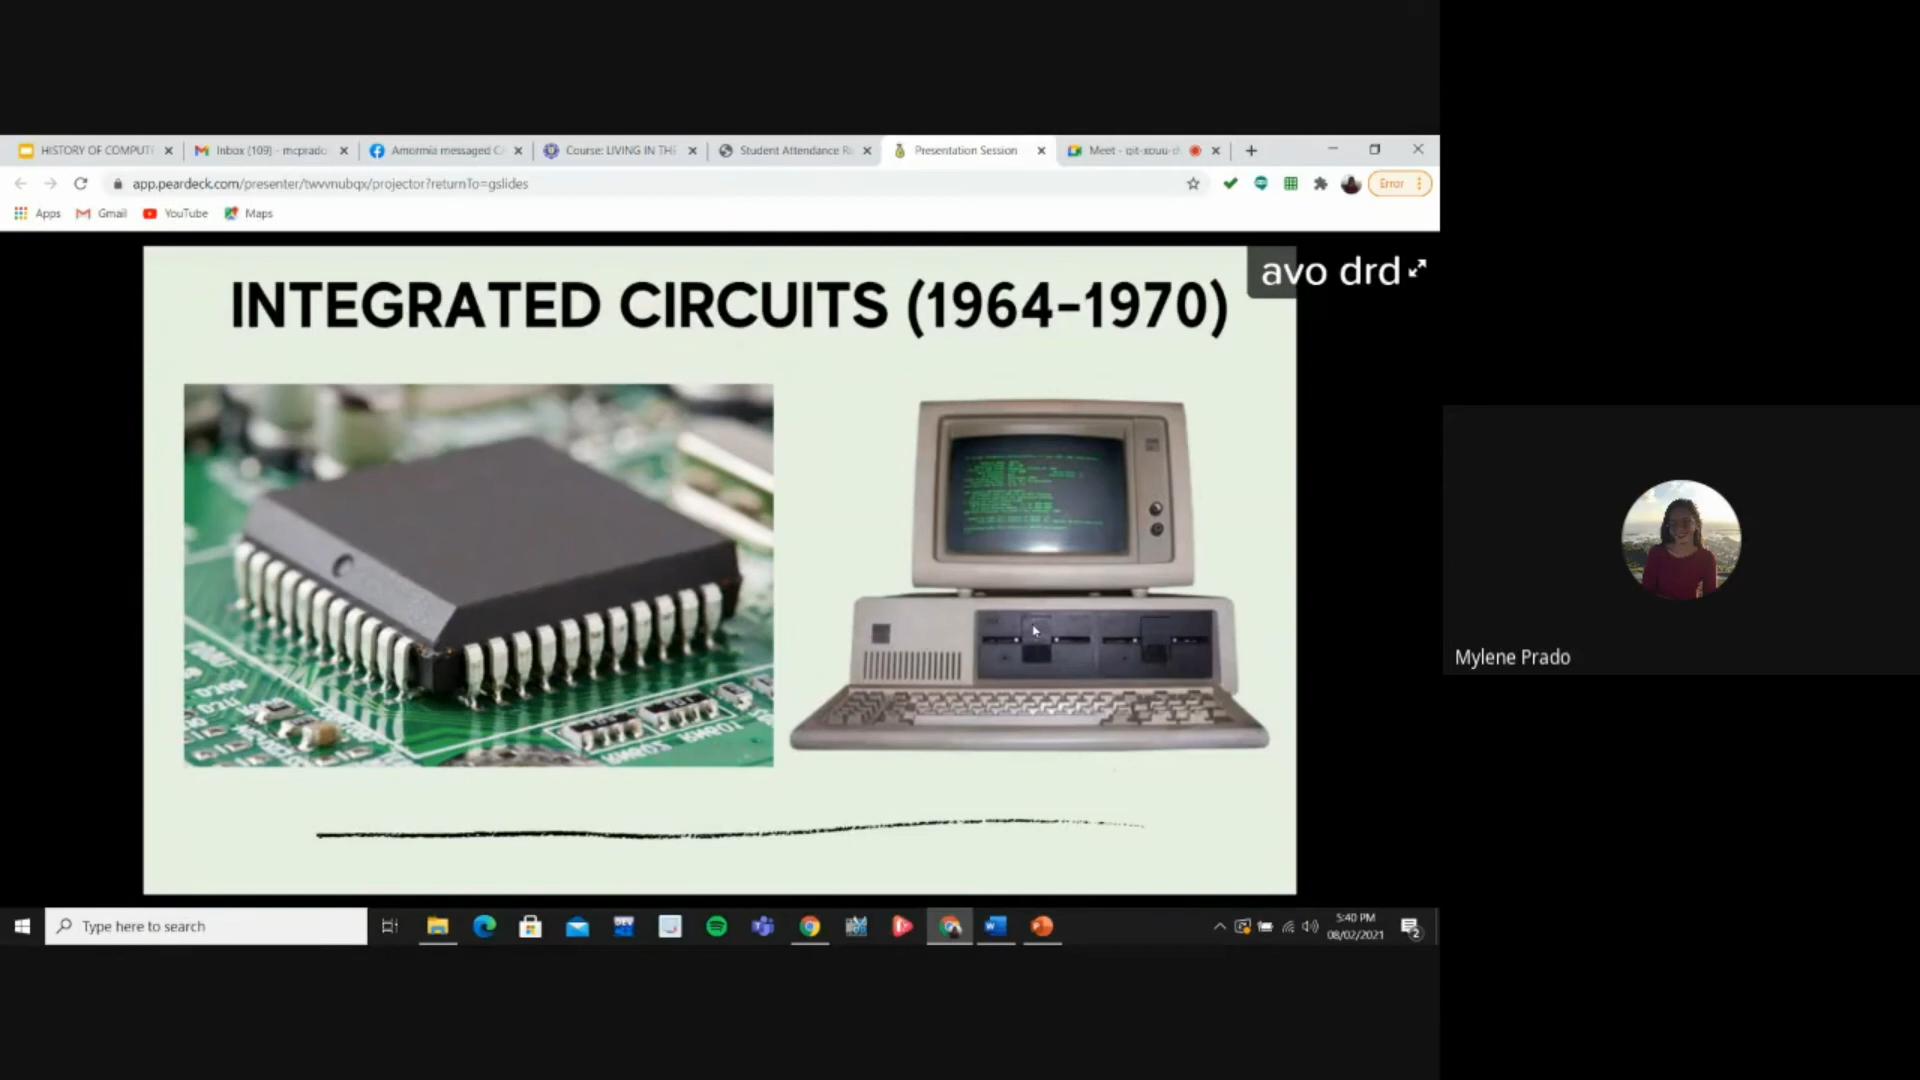 HISTORY OF COMPUT
Inbox (109) - mcprado
Amormia messaged
Course: LIVING IN THE
Student Attendance R
Presentation Session
Meet -
app.peardeck.com/presenter/twvvnubqx/projector?returnTo=gslides
Error
Apps
Gmail
YouTube
Maps
avo drd
INTEGRATED CIRCUITS (1964-1970)
Mylene Prado
Type here to search
5:40 PM
08/02/2021
2